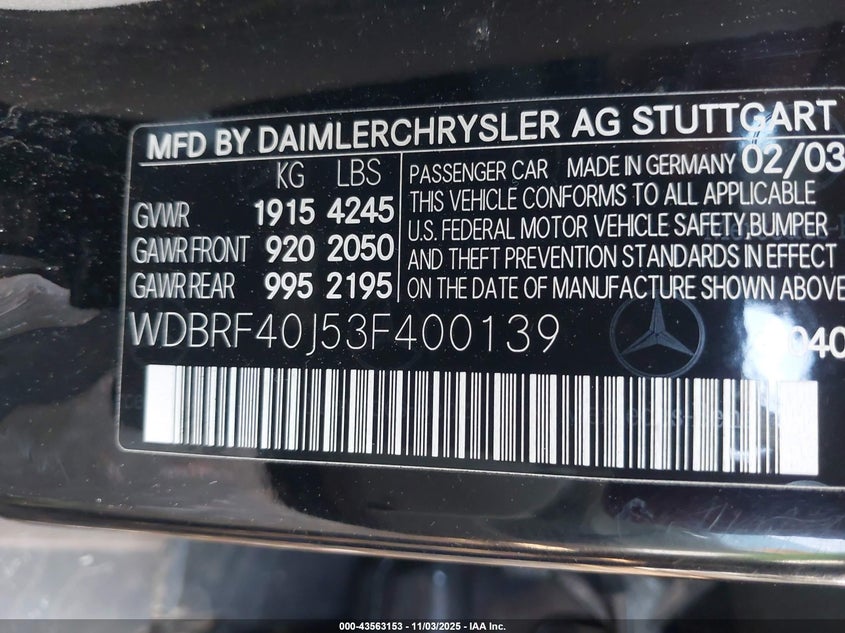 MFD BY DAIMLERCHRYSLER AG STUTTGART
KG LBS
GVWR 1915 4245
GAWR FRONT 920 2050
GAWR REAR 995 2195
PASSENGER CAR MADE IN GERMANY 02/03
THIS VEHICLE CONFORMS TO ALL APPLICABLE
U.S. FEDERAL MOTOR VEHICLE SAFETY,BUMPER
AND THEFT PREVENTION STANDARDS IN EFFECT
ON THE DATE OF MANUFACTURE SHOWN ABOVE
WDBRF40J53F400139
040
000-43563153 - 11/03/2025 - IAA Inc.